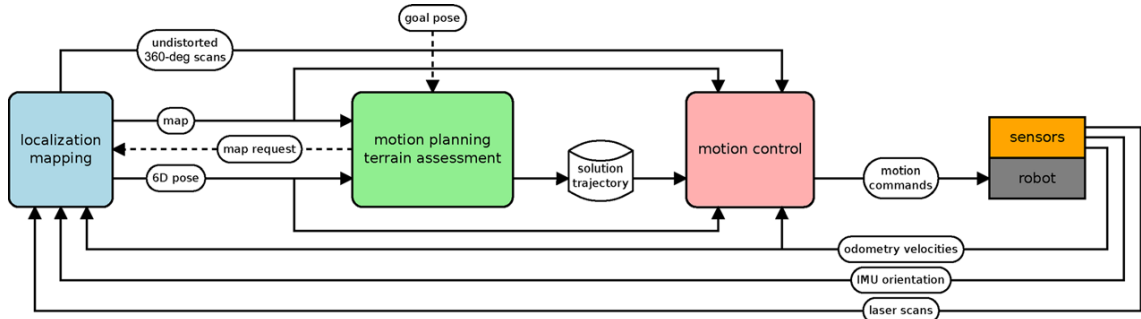 goal pose
undistorted
360-deg scans
localization
mapping
map
map request
6D pose
motion planning
terrain assessment
solution
trajectory
motion control
motion
commands
sensors
robot
odometry velocities
IMU orientation
laser scans